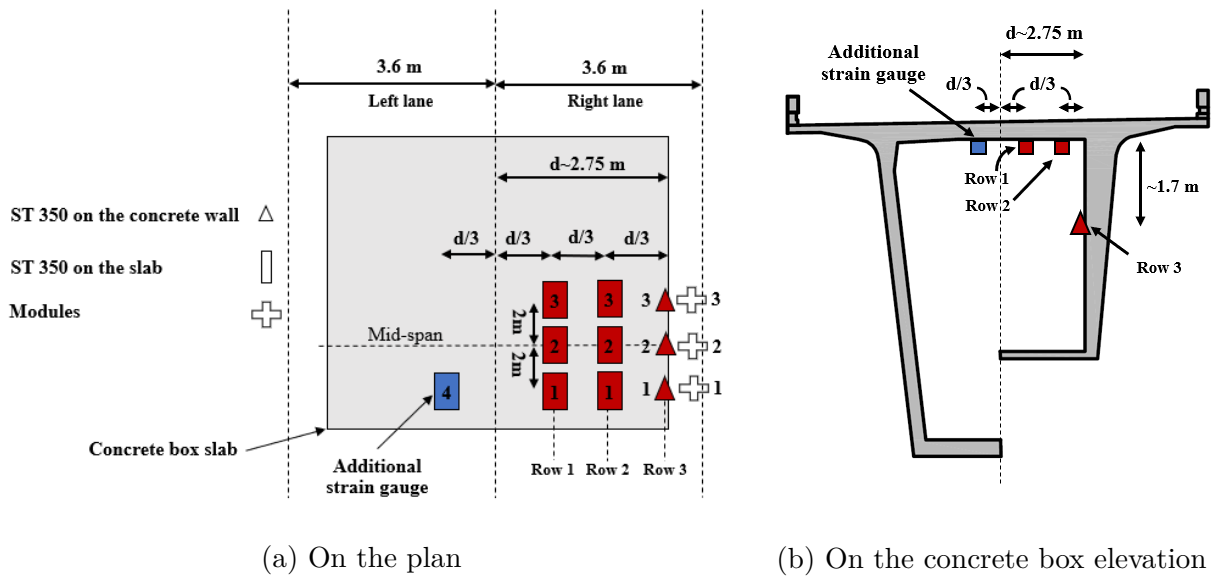 3.6 m
3.6 m
Left lane
Right lane
d~2.75 m
ST 350 on the concrete wall
ST 350 on the slab
Modules
d/3
d/3
d/3
d/3
3
3
3
3
2m
Mid-span
2
2
2
2
2m
4
1
1
1
1
Concrete box slab
Additional
strain gauge
Row 1
Row 2
Row 3
(a) On the plan
d~2.75 m
Additional
strain gauge
d/3
d/3
Row 1
Row 2
~1.7 m
Row 3
(b) On the concrete box elevation